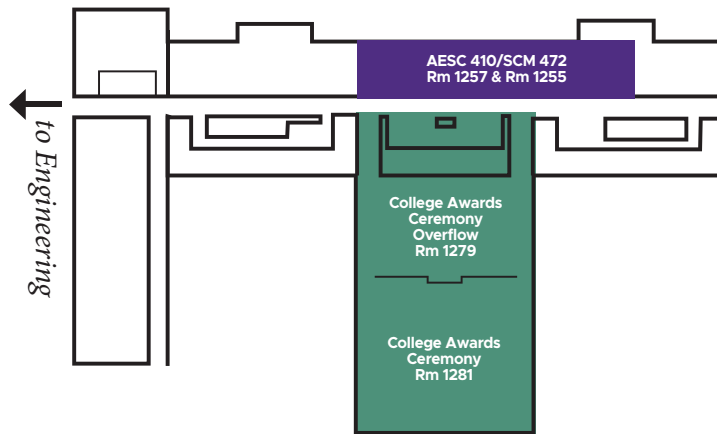 AESC 410/SCM 472
Rm 1257 & Rm 1255
to Engineering
College Awards
Ceremony
Overflow
Rm 1279
College Awards
Ceremony
Rm 1281